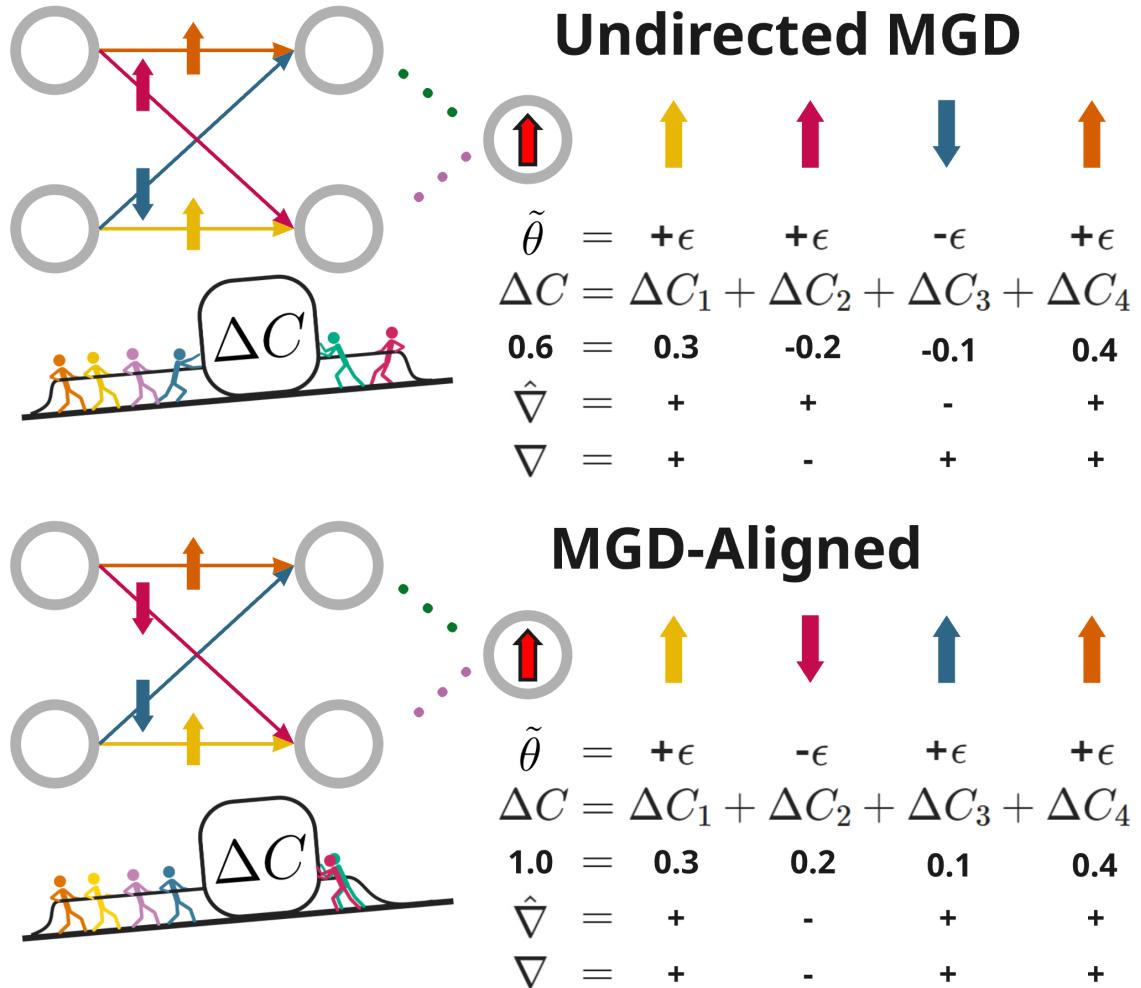 Undirected MGD
θ̃ = +ϵ +ϵ -ϵ +ϵ
ΔC = ΔC₁ + ΔC₂ + ΔC₃ + ΔC₄
0.6 = 0.3 -0.2 -0.1 0.4
∇̂ = + + - +
∇ = + - + +
ΔC
MGD-Aligned
θ̃ = +ϵ -ϵ +ϵ +ϵ
ΔC = ΔC₁ + ΔC₂ + ΔC₃ + ΔC₄
1.0 = 0.3 0.2 0.1 0.4
∇̂ = + - + +
∇ = + - + +
ΔC